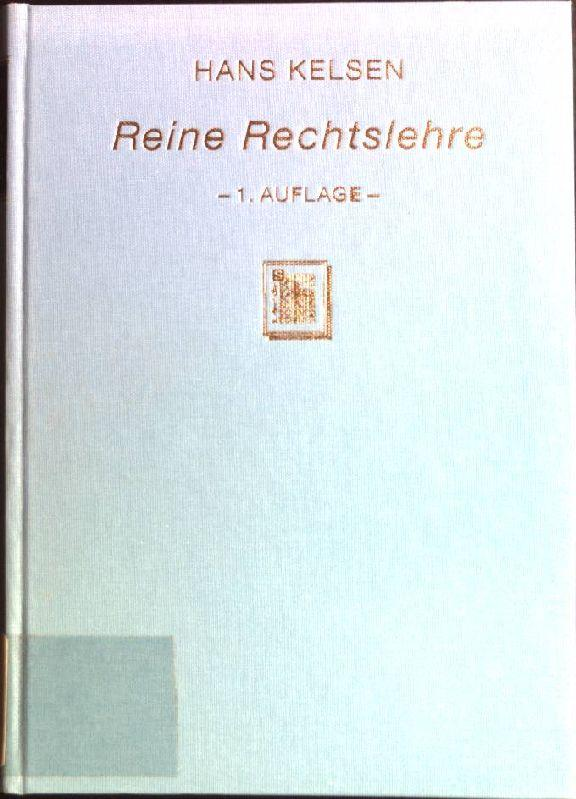 HANS KELSEN
Reine Rechtslehre
– 1. AUFLAGE –